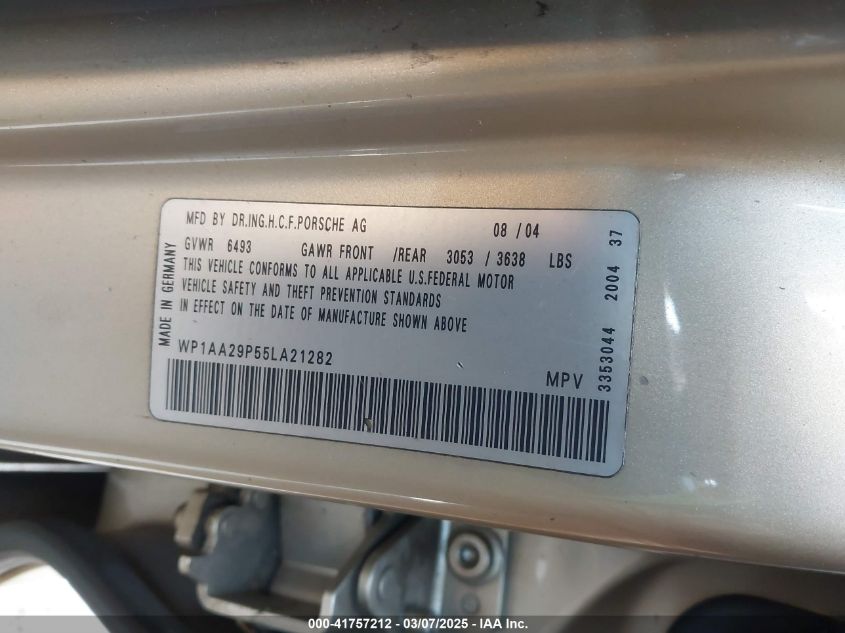 MFD BY DR.ING.H.C.F.PORSCHE AG 08 / 04
GVWR 6493 GAWR FRONT /REAR 3053 / 3638 LBS
THIS VEHICLE CONFORMS TO ALL APPLICABLE U.S.FEDERAL MOTOR
VEHICLE SAFETY AND THEFT PREVENTION STANDARDS
IN EFFECT ON THE DATE OF MANUFACTURE SHOWN ABOVE
WP1AA29P55LA21282
MPV
MADE IN GERMANY
3353044 2004 37
000-41757212 - 03/07/2025 - IAAI.com